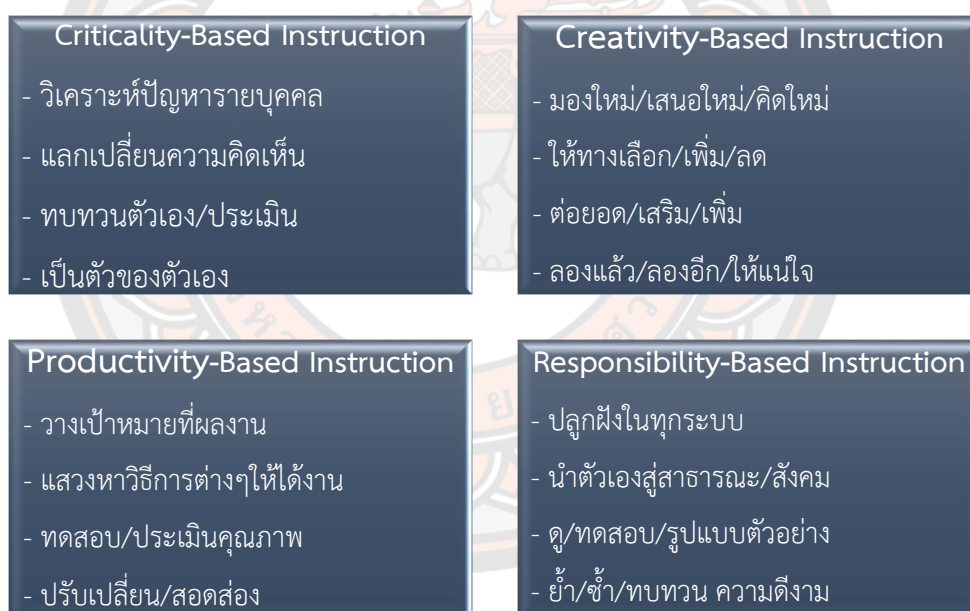 Criticality-Based Instruction
- วิเคราะห์ปัญหารายบุคคล
- แลกเปลี่ยนความคิดเห็น
- ทบทวนตัวเอง/ประเมิน
- เป็นตัวของตัวเอง
Creativity-Based Instruction
- มองใหม่/เสนอใหม่/คิดใหม่
- ให้ทางเลือก/เพิ่ม/ลด
- ต่อยอด/เสริม/เพิ่ม
- ลองแล้ว/ลองอีก/ให้แน่ใจ
Productivity-Based Instruction
- วางเป้าหมายที่ผลงาน
- แสวงหาวิธีการต่างๆให้ได้งาน
- ทดสอบ/ประเมินคุณภาพ
- ปรับเปลี่ยน/สอดส่อง
Responsibility-Based Instruction
- ปลูกฝังในทุกระบบ
- นำตัวเองสู่สาธารณะ/สังคม
- ดู/ทดสอบ/รูปแบบตัวอย่าง
- ย้ำ/ซ้ำ/ทบทวน ความดีงาม